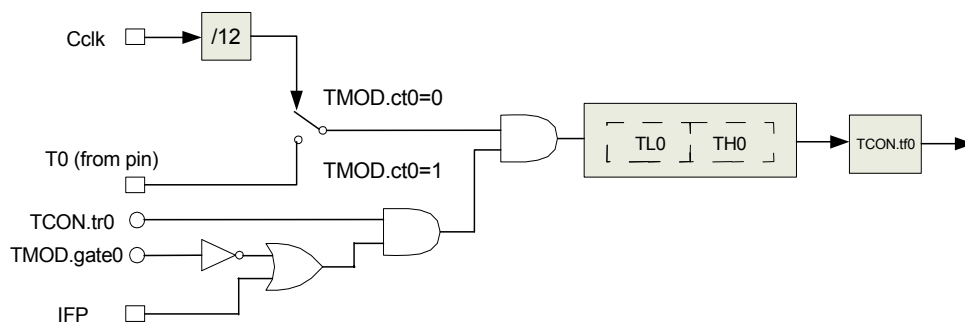 Cclk
/12
TMOD.ct0=0
T0 (from pin)
TMOD.ct0=1
TL0
TH0
TCON.tf0
TCON.tr0
TMOD.gate0
IFP